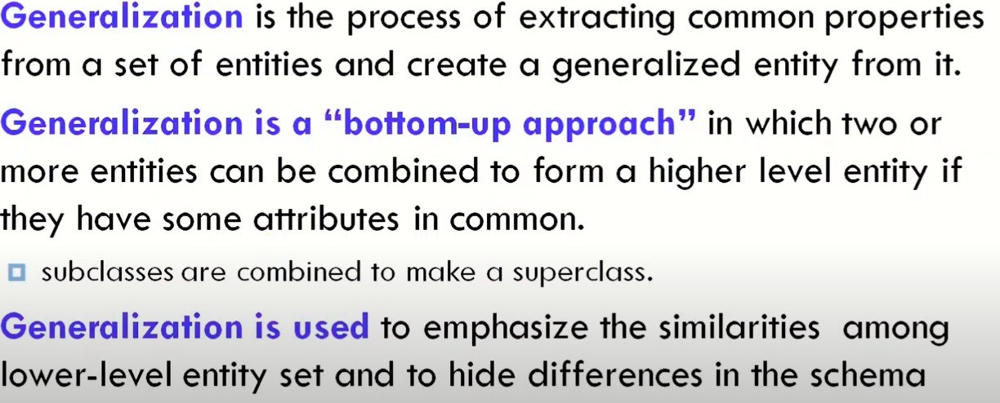 Generalization is the process of extracting common properties
from a set of entities and create a generalized entity from it.
Generalization is a “bottom-up approach” in which two or
more entities can be combined to form a higher level entity if
they have some attributes in common.
subclasses are combined to make a superclass.
Generalization is used to emphasize the similarities among
lower-level entity set and to hide differences in the schema